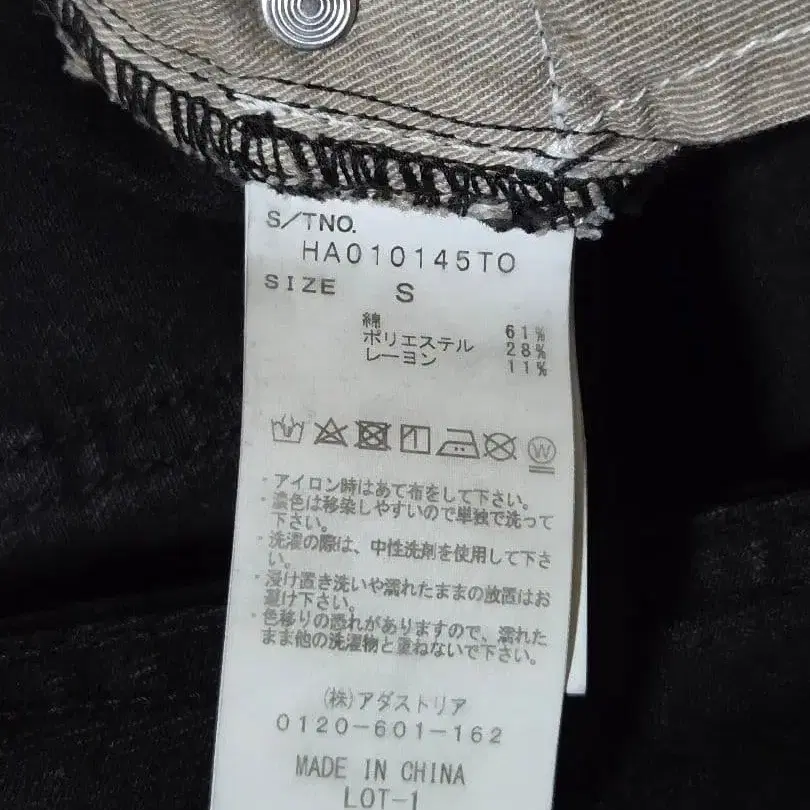 S/TNO.
HA010145TO
SIZE S
綿 61%
ポリエステル 28%
レーヨン 11%
W
・アイロン時はあて布をして下さい。
・濃色は移染しやすいので単独で洗って
下さい。
・洗濯の際は、中性洗剤を使用して下さ
い。
・浸け置き洗いや濡れたままの放置はお
避け下さい。
・色移りの恐れがありますので、濡れた
まま他の洗濯物と重ねないで下さい。
(株)アダストリア
0120-601-162
MADE IN CHINA
LOT-1